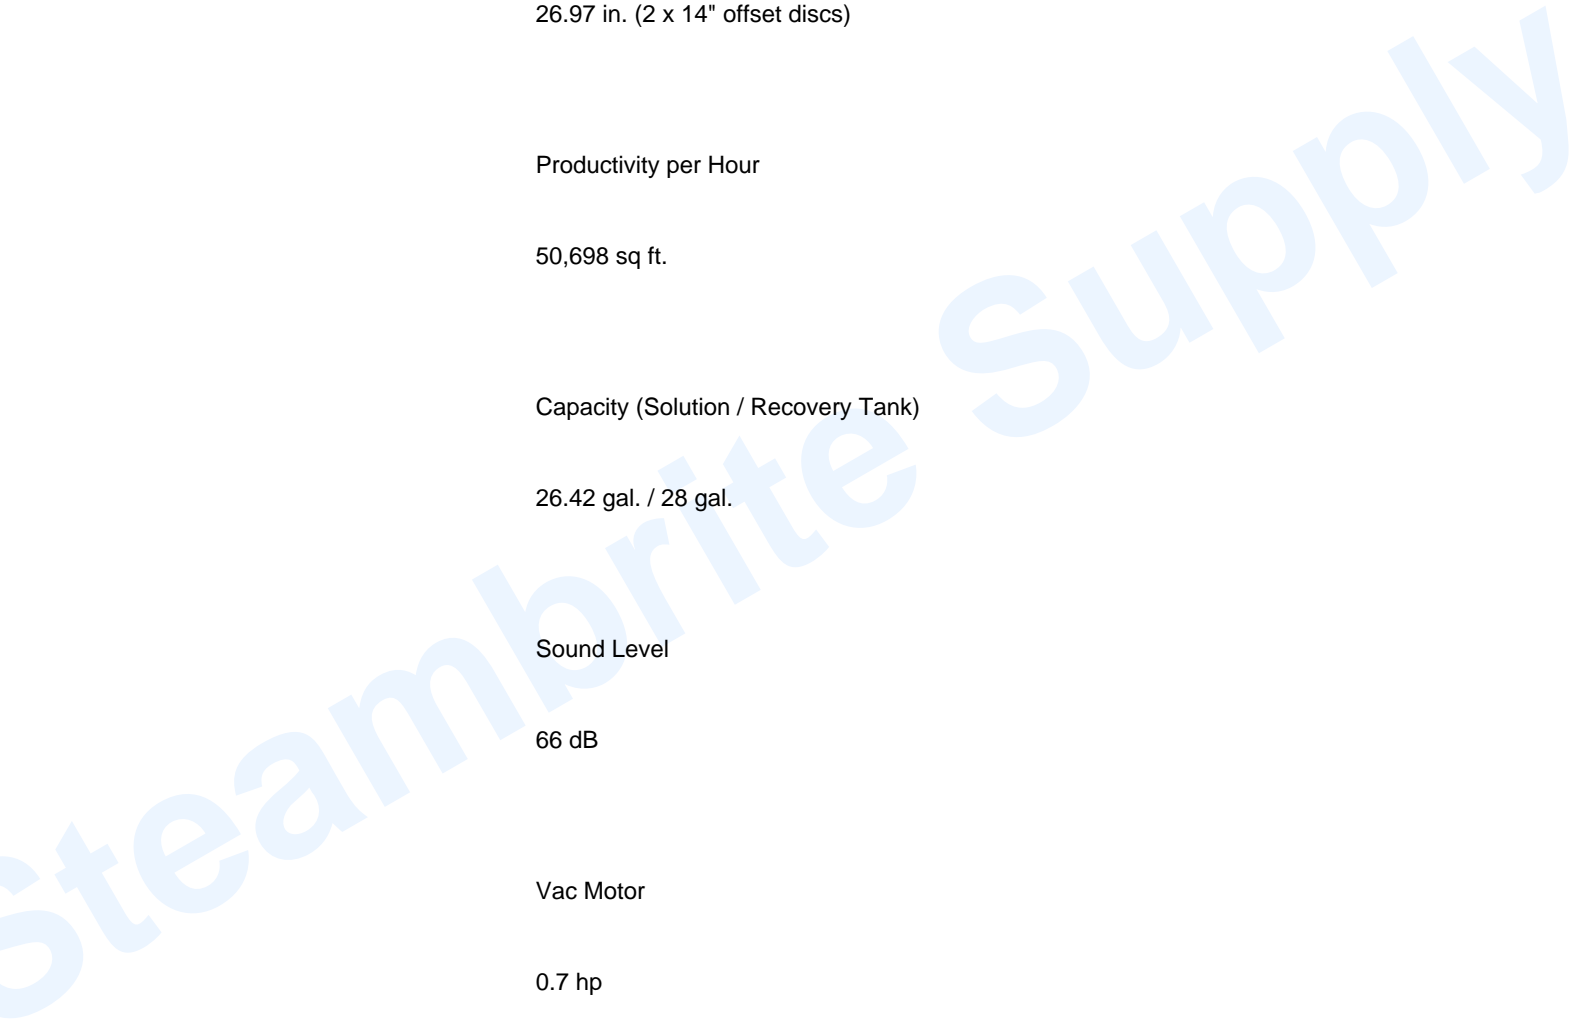 26.97 in. (2 x 14" offset discs)
Productivity per Hour
50,698 sq ft.
Capacity (Solution / Recovery Tank)
26.42 gal. / 28 gal.
Sound Level
66 dB
Vac Motor
0.7 hp
Steambrite Supply